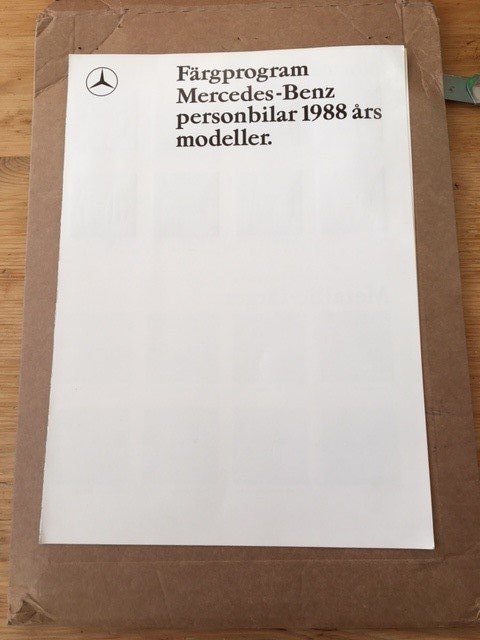 Färgprogram
Mercedes-Benz
personbilar 1988 års
modeller.